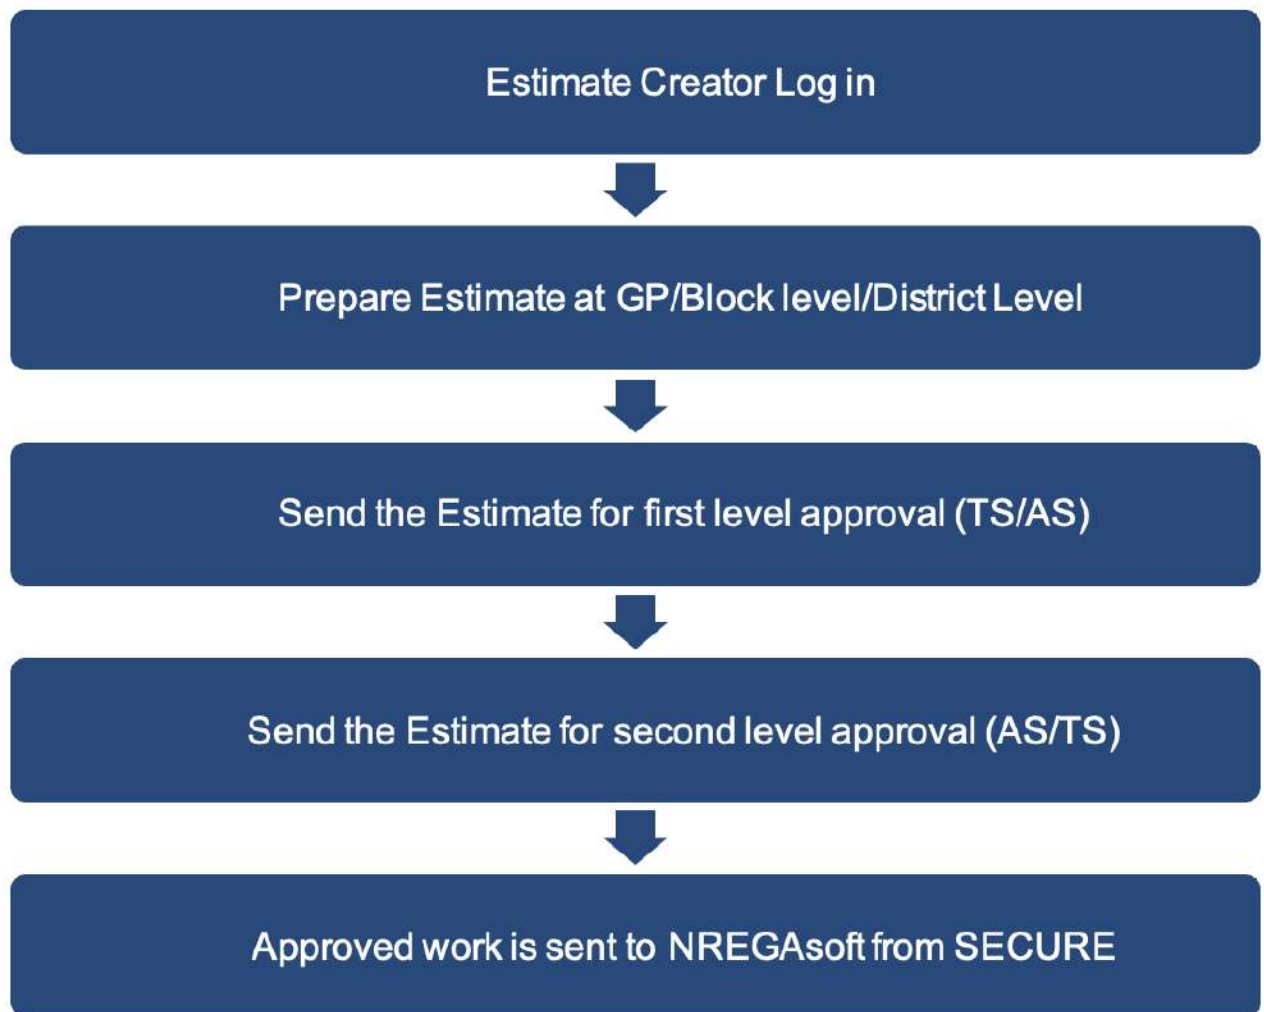 Estimate Creator Log in
Prepare Estimate at GP/Block level/District Level
Send the Estimate for first level approval (TS/AS)
Send the Estimate for second level approval (AS/TS)
Approved work is sent to NREGAsoft from SECURE